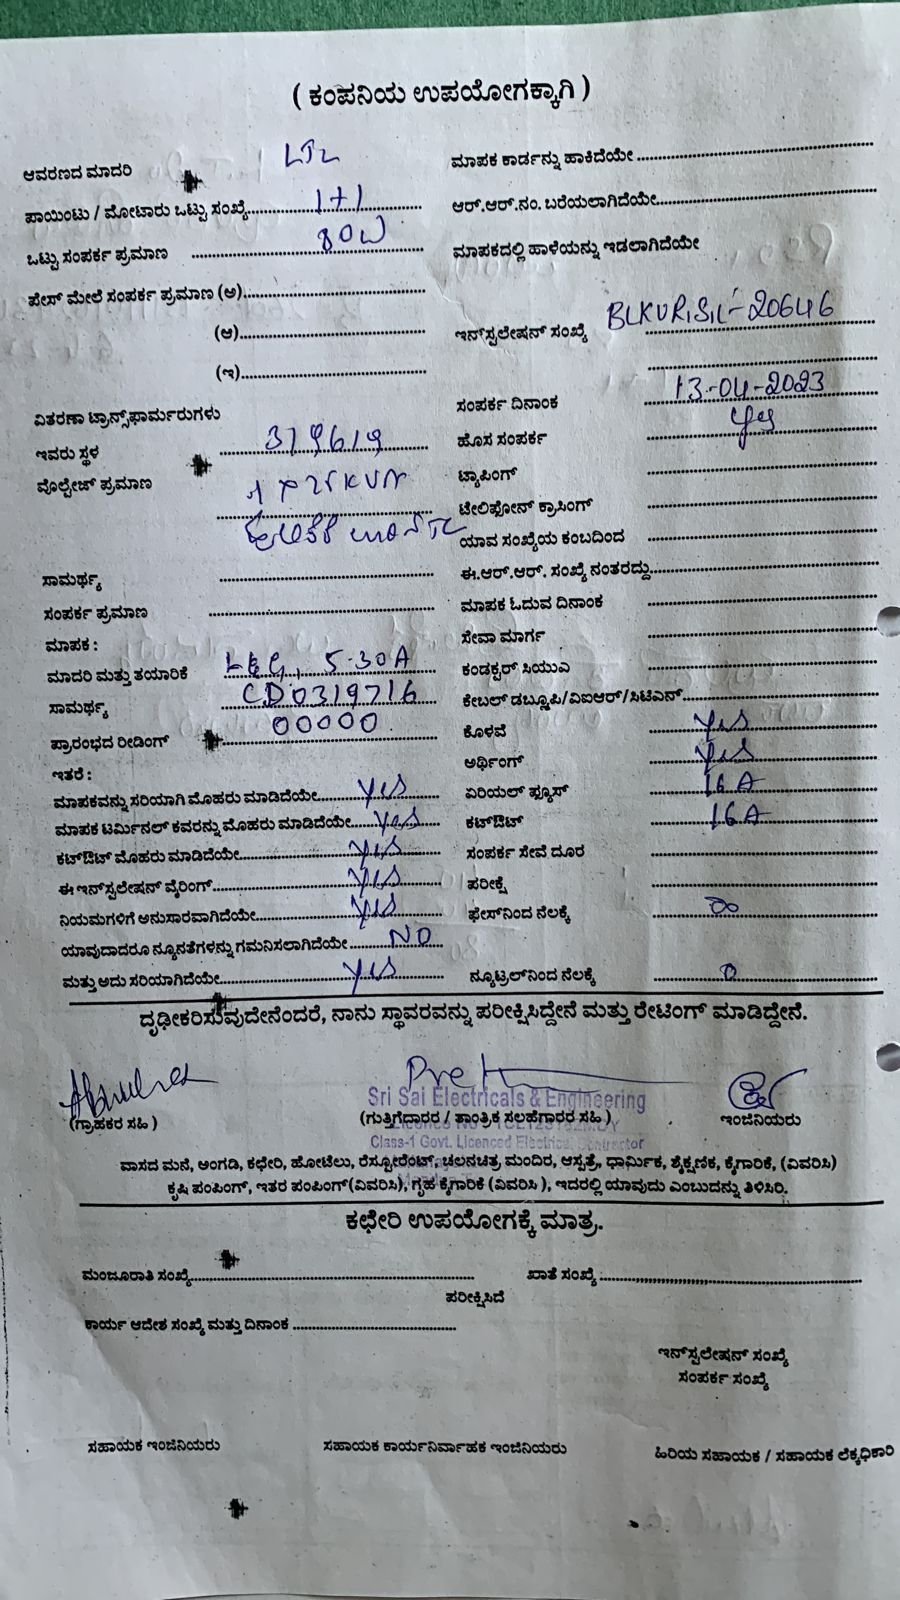 ( ಕಂಪನಿಯ ಉಪಯೋಗಕ್ಕಾಗಿ )
ಆವರಣದ ಮಾದರಿ LT2
ಪಾಯಿಂಟು / ಮೋಟಾರು ಒಟ್ಟು ಸಂಖ್ಯೆ 1+1
ಒಟ್ಟು ಸಂಪರ್ಕ ಪ್ರಮಾಣ 80W
ಪೇಸ್ ಮೇಲೆ ಸಂಪರ್ಕ ಪ್ರಮಾಣ (ಅ)
(ಆ)
(ಇ)
ವಿತರಣಾ ಟ್ರಾನ್ಸ್‌ಫಾರ್ಮರುಗಳು
ಇವರು ಸ್ಥಳ
ವೊಲ್ಟೇಜ್ ಪ್ರಮಾಣ
ಸಾಮರ್ಥ್ಯ
ಸಂಪರ್ಕ ಪ್ರಮಾಣ
ಮಾಪಕ :
ಮಾದರಿ ಮತ್ತು ತಯಾರಿಕೆ L&G, 5-30A
ಸಾಮರ್ಥ್ಯ CD0319716
ಪ್ರಾರಂಭದ ರೀಡಿಂಗ್ 00000
ಇತರೆ :
ಮಾಪಕವನ್ನು ಸರಿಯಾಗಿ ಮೊಹರು ಮಾಡಿದೆಯೇ yes
ಮಾಪಕ ಟರ್ಮಿನಲ್ ಕವರನ್ನು ಮೊಹರು ಮಾಡಿದೆಯೇ yes
ಕಟ್‌ಔಟ್ ಮೊಹರು ಮಾಡಿದೆಯೇ yes
ಈ ಇನ್‌ಸ್ಪಲೇಷನ್ ವೈರಿಂಗ್ yes
ನಿಯಮಗಳಿಗೆ ಅನುಸಾರವಾಗಿದೆಯೇ yes
ಯಾವುದಾದರೂ ನ್ಯೂನತೆಗಳನ್ನು ಗಮನಿಸಲಾಗಿದೆಯೇ NO
ಮತ್ತು ಅದು ಸರಿಯಾಗಿದೆಯೇ yes
ಮಾಪಕ ಕಾರ್ಡನ್ನು ಹಾಕಿದೆಯೇ
ಆರ್.ಆರ್.ನಂ. ಬರೆಯಲಾಗಿದೆಯೇ
ಮಾಪಕದಲ್ಲಿ ಹಾಳೆಯನ್ನು ಇಡಲಾಗಿದೆಯೇ
ಇನ್‌ಸ್ಪಲೇಷನ್ ಸಂಖ್ಯೆ 20646
ಸಂಪರ್ಕ ದಿನಾಂಕ 13-04-2023
ಹೊಸ ಸಂಪರ್ಕ yes
ಟ್ಯಾಪಿಂಗ್
ಟೇಲಿಫೋನ್ ಕ್ರಾಸಿಂಗ್
ಯಾವ ಸಂಖ್ಯೆಯ ಕಂಬದಿಂದ
ಈ.ಆರ್.ಆರ್. ಸಂಖ್ಯೆ ನಂತರದ್ದು
ಮಾಪಕ ಓದುವ ದಿನಾಂಕ
ಸೇವಾ ಮಾರ್ಗ
ಕಂಡಕ್ಟರ್ ಸಿಯುಎ
ಕೇಬಲ್ ಡಬ್ಲೂಪಿ/ವಿಐಆರ್/ಸಿಟಿಎನ್
ಕೊಳವೆ yes
ಅರ್ಥಿಂಗ್ yes
ಏರಿಯಲ್ ಫ್ಯೂಸ್ 16A
ಕಟ್‌ಔಟ್ 16A
ಸಂಪರ್ಕ ಸೇವೆ ದೂರ
ಪರೀಕ್ಷೆ
ಫೇಸ್‌ನಿಂದ ನೆಲಕ್ಕೆ ∞
ನ್ಯೂಟ್ರಲ್‌ನಿಂದ ನೆಲಕ್ಕೆ 0
ದೃಢೀಕರಿಸುವುದೇನೆಂದರೆ, ನಾನು ಸ್ಥಾವರವನ್ನು ಪರೀಕ್ಷಿಸಿದ್ದೇನೆ ಮತ್ತು ರೇಟಿಂಗ್ ಮಾಡಿದ್ದೇನೆ.
Sri Sai Electricals & Engineering
(ಗ್ರಾಹಕರ ಸಹಿ ) (ಗುತ್ತಿಗೆದಾರರ / ತಾಂತ್ರಿಕ ಸಲಹೆಗಾರರ ಸಹಿ ) ಇಂಜಿನಿಯರು
Class-1 Govt. Licenced Electrical Contractor
ವಾಸದ ಮನೆ, ಅಂಗಡಿ, ಕಛೇರಿ, ಹೋಟೆಲು, ರೆಸ್ಟೋರೆಂಟ್, ಚಲನಚಿತ್ರ ಮಂದಿರ, ಆಸ್ಪತ್ರೆ, ಧಾರ್ಮಿಕ, ಶೈಕ್ಷಣಿಕ, ಕೈಗಾರಿಕೆ, (ವಿವರಿಸಿ)
ಕೃಷಿ ಪಂಪಿಂಗ್, ಇತರ ಪಂಪಿಂಗ್(ವಿವರಿಸಿ), ಗೃಹ ಕೈಗಾರಿಕೆ (ವಿವರಿಸಿ ), ಇದರಲ್ಲಿ ಯಾವುದು ಎಂಬುದನ್ನು ತಿಳಿಸಿರಿ.
ಕಛೇರಿ ಉಪಯೋಗಕ್ಕೆ ಮಾತ್ರ.
ಮಂಜೂರಾತಿ ಸಂಖ್ಯೆ ಖಾತೆ ಸಂಖ್ಯೆ :
ಪರೀಕ್ಷಿಸಿದೆ
ಕಾರ್ಯ ಆದೇಶ ಸಂಖ್ಯೆ ಮತ್ತು ದಿನಾಂಕ
ಇನ್‌ಸ್ಪಲೇಷನ್ ಸಂಖ್ಯೆ
ಸಂಪರ್ಕ ಸಂಖ್ಯೆ
ಸಹಾಯಕ ಇಂಜಿನಿಯರು ಸಹಾಯಕ ಕಾರ್ಯನಿರ್ವಾಹಕ ಇಂಜಿನಿಯರು ಹಿರಿಯ ಸಹಾಯಕ / ಸಹಾಯಕ ಲೆಕ್ಕಧಿಕಾರಿ